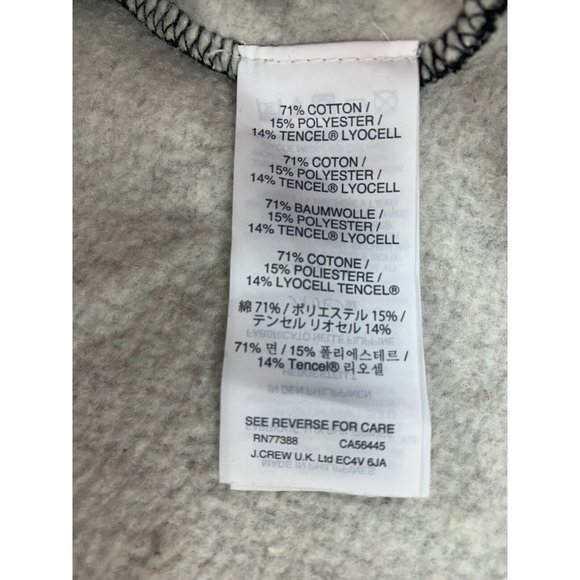 71% COTTON /
15% POLYESTER /
14% TENCEL® LYOCELL
71% COTON /
15% POLYESTER /
14% TENCEL® LYOCELL
71% BAUMWOLLE /
15% POLYESTER /
14% TENCEL® LYOCELL
71% COTONE /
15% POLIESTERE /
14% LYOCELL TENCEL®
綿 71% / ポリエステル 15% /
テンセル リオセル 14%
71% 면 / 15% 폴리에스테르 /
14% Tencel® 리오셀
SEE REVERSE FOR CARE
RN77388 CA56445
J.CREW U.K. Ltd EC4V 6JA